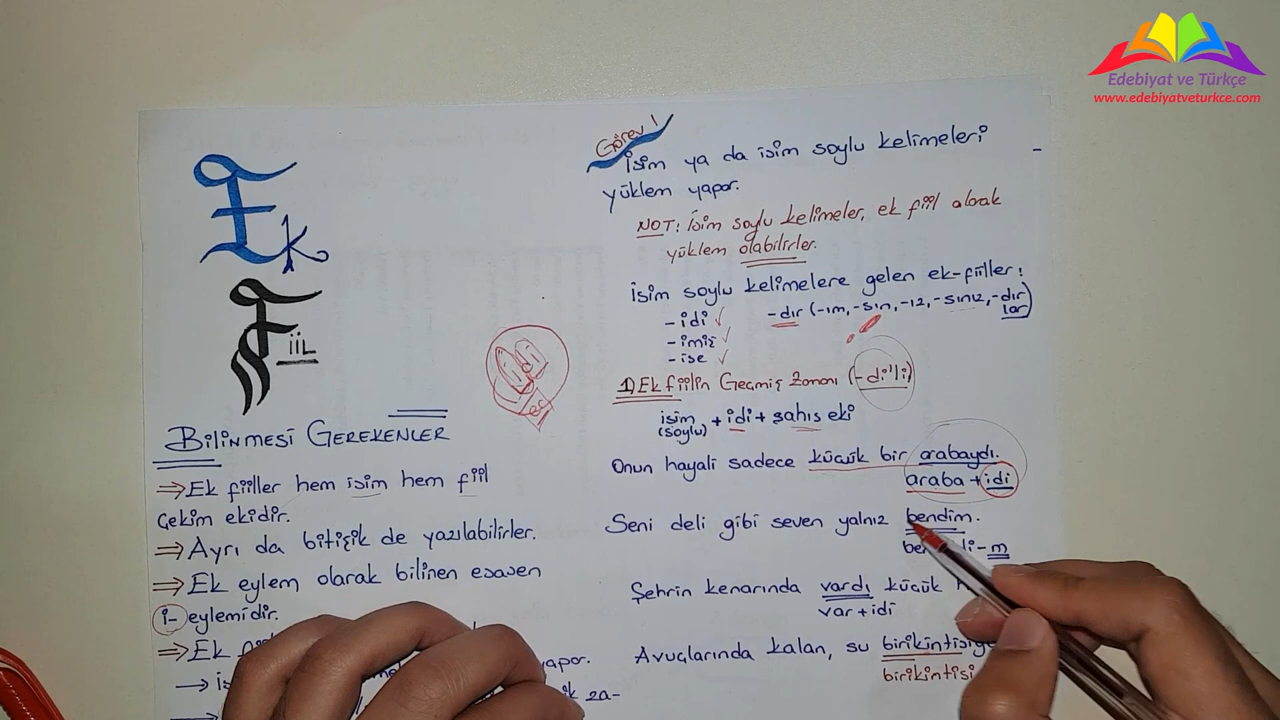 Edebiyat ve Türkçe
www.edebiyatveturkce.com
Ek
FiiL
BiLiNMESi GEREKENLER
⇒ Ek fiiller hem isim hem fiil
çekim ekidir.
⇒ Ayrı da bitişik de yazılabilirler.
⇒ Ek eylem olarak bilinen esasen
i- eylemidir.
⇒ Ek
yapar.
Görev 1
İsim ya da isim soylu kelimeleri
yüklem yapar.
NOT: İsim soylu kelimeler, ek fiil alarak
yüklem olabilirler.
İsim soylu kelimelere gelen ek-fiiller:
- idi ✓
- imiş ✓
- ise ✓
-dır (-ım, -sın, -ız, -sınız, -dır
lar)
1) Ek fiilin Geçmiş Zamanı (-di'li)
isim + idi + şahıs eki
(soylu)
Onun hayali sadece küçük bir arabaydı.
araba + idi
Seni deli gibi seven yalnız bendim.
-m
Şehrin kenarında vardı küçük
var + idi
Avuçlarında kalan, su
birikintisi